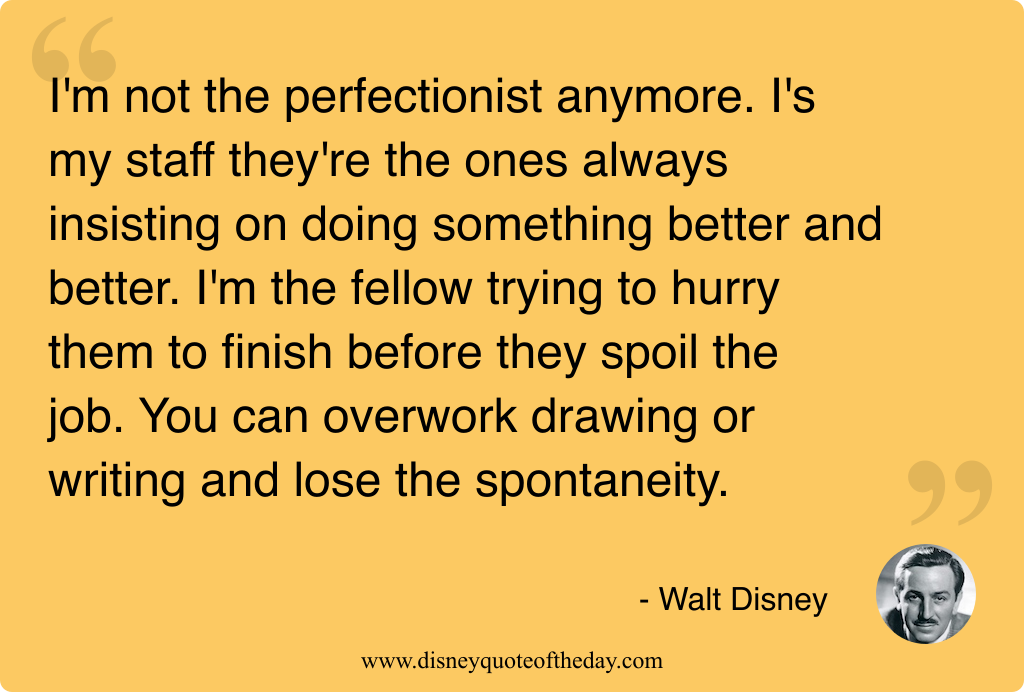 I'm not the perfectionist anymore. I's
my staff they're the ones always
insisting on doing something better and
better. I'm the fellow trying to hurry
them to finish before they spoil the
job. You can overwork drawing or
writing and lose the spontaneity.
- Walt Disney
www.disneyquoteoftheday.com